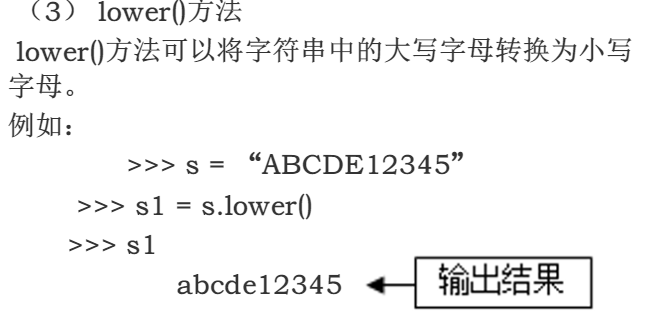 （3） lower()方法
lower()方法可以将字符串中的大写字母转换为小写
字母。
例如：
>>> s = “ABCDE12345”
>>> s1 = s.lower()
>>> s1
abcde12345 输出结果